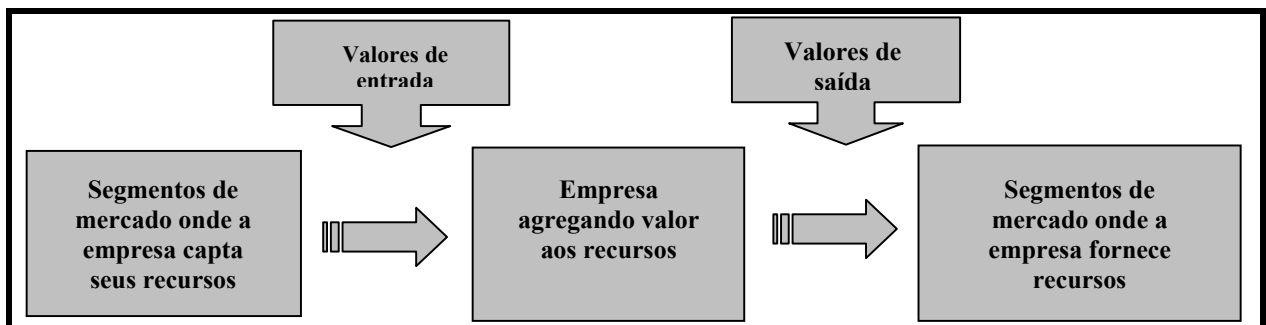 Valores de
entrada
Valores de
saída
Segmentos de
mercado onde a
empresa capta
seus recursos
Empresa
agregando valor
aos recursos
Segmentos de
mercado onde a
empresa fornece
recursos